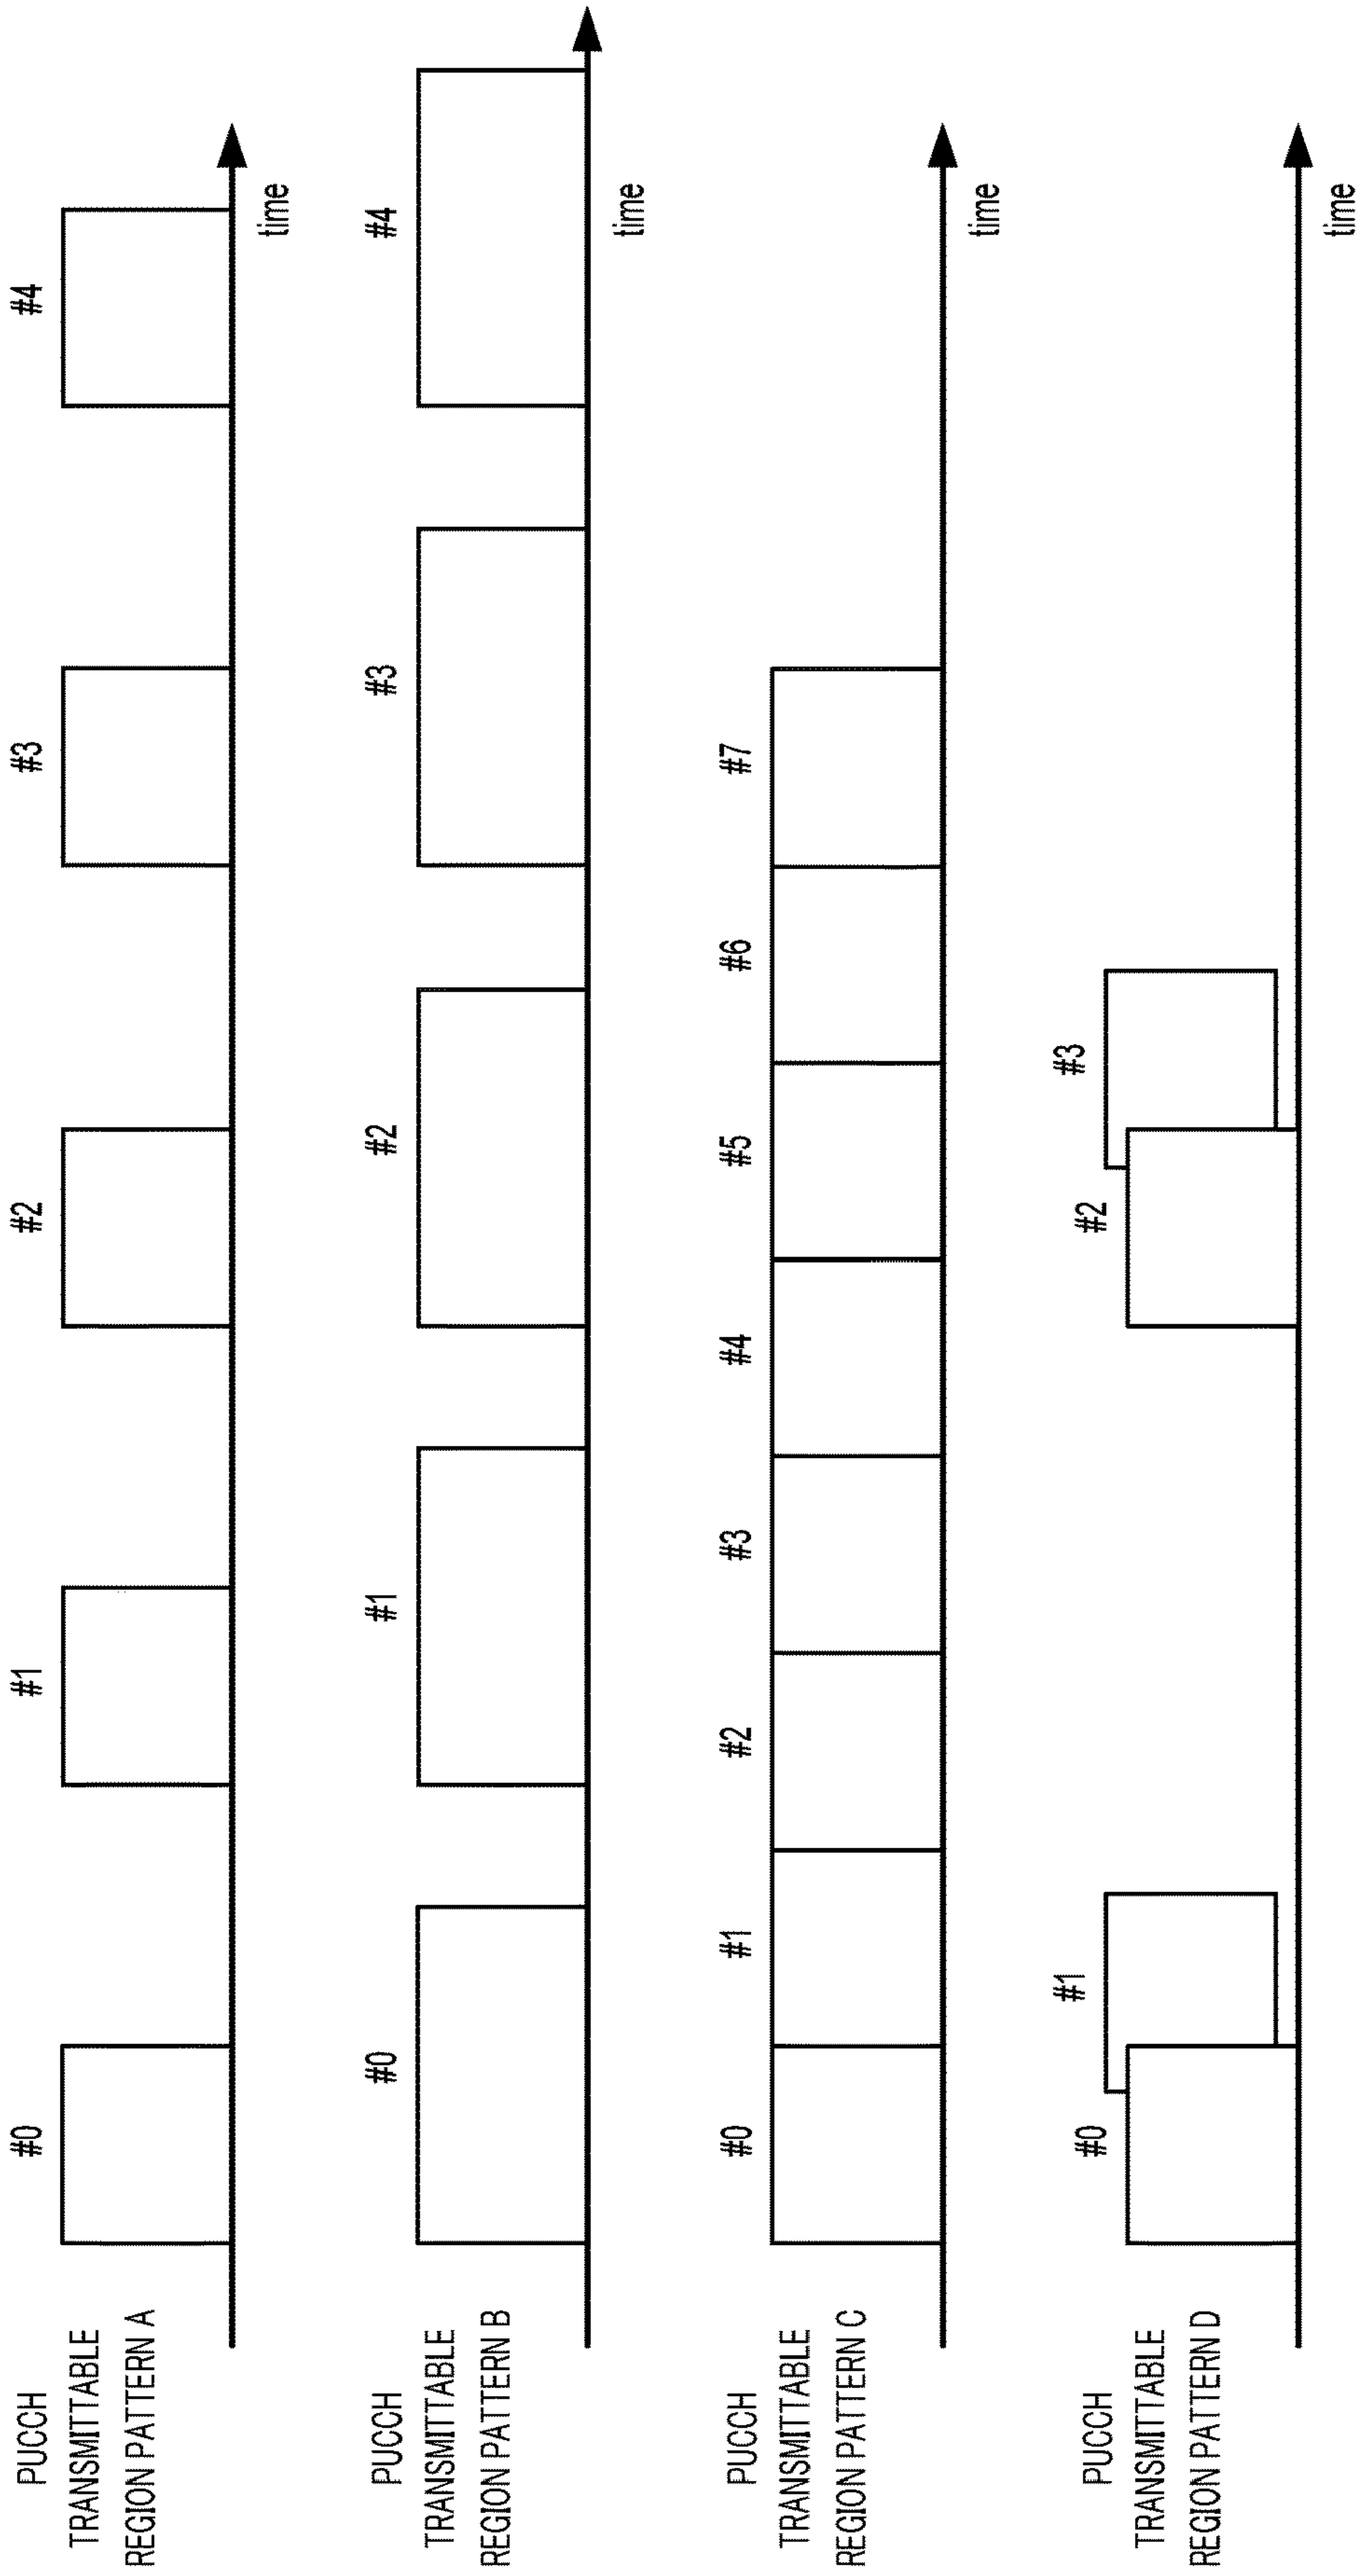 PUCCH
TRANSMITTABLE
REGION PATTERN A
#0
#1
#2
#3
#4
time
PUCCH
TRANSMITTABLE
REGION PATTERN B
#0
#1
#2
#3
#4
time
PUCCH
TRANSMITTABLE
REGION PATTERN C
#0
#1
#2
#3
#4
#5
#6
#7
time
PUCCH
TRANSMITTABLE
REGION PATTERN D
#0
#1
#2
#3
time